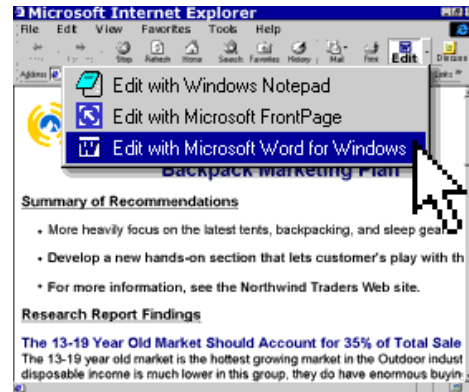 Microsoft Internet Explorer
File Edit View Favorites Tools Help
Stop Refresh Home Search Favorites History Mail Print Edit Discuss
Address Links »
Edit with Windows Notepad
Edit with Microsoft FrontPage
Edit with Microsoft Word for Windows
Backpack Marketing Plan
Summary of Recommendations
• More heavily focus on the latest tents, backpacking, and sleep gear
• Develop a new hands-on section that lets customer's play with th
• For more information, see the Northwind Traders Web site.
Research Report Findings
The 13-19 Year Old Market Should Account for 35% of Total Sale
The 13-19 year old market is the hottest growing market in the Outdoor indust
disposable income is much lower in this group, they do have enormous buyin